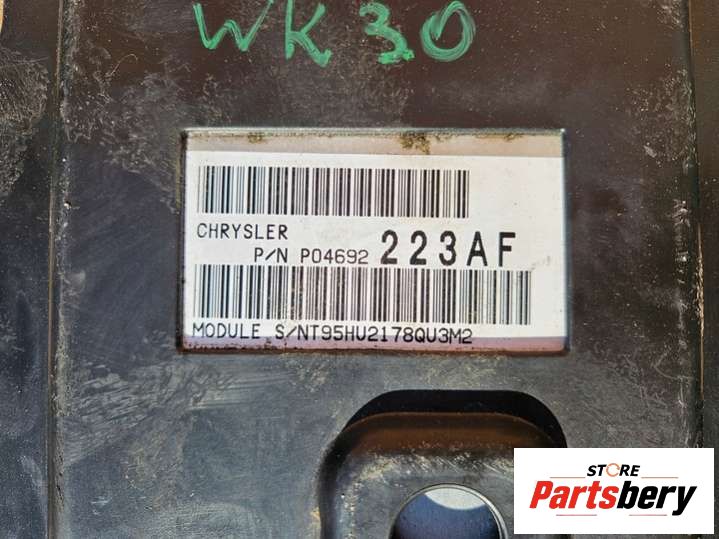 WK 3.0
CHRYSLER
P/N P04692 223AF
MODULE S/NT95HU2178QU3M2
STORE
Partsbery